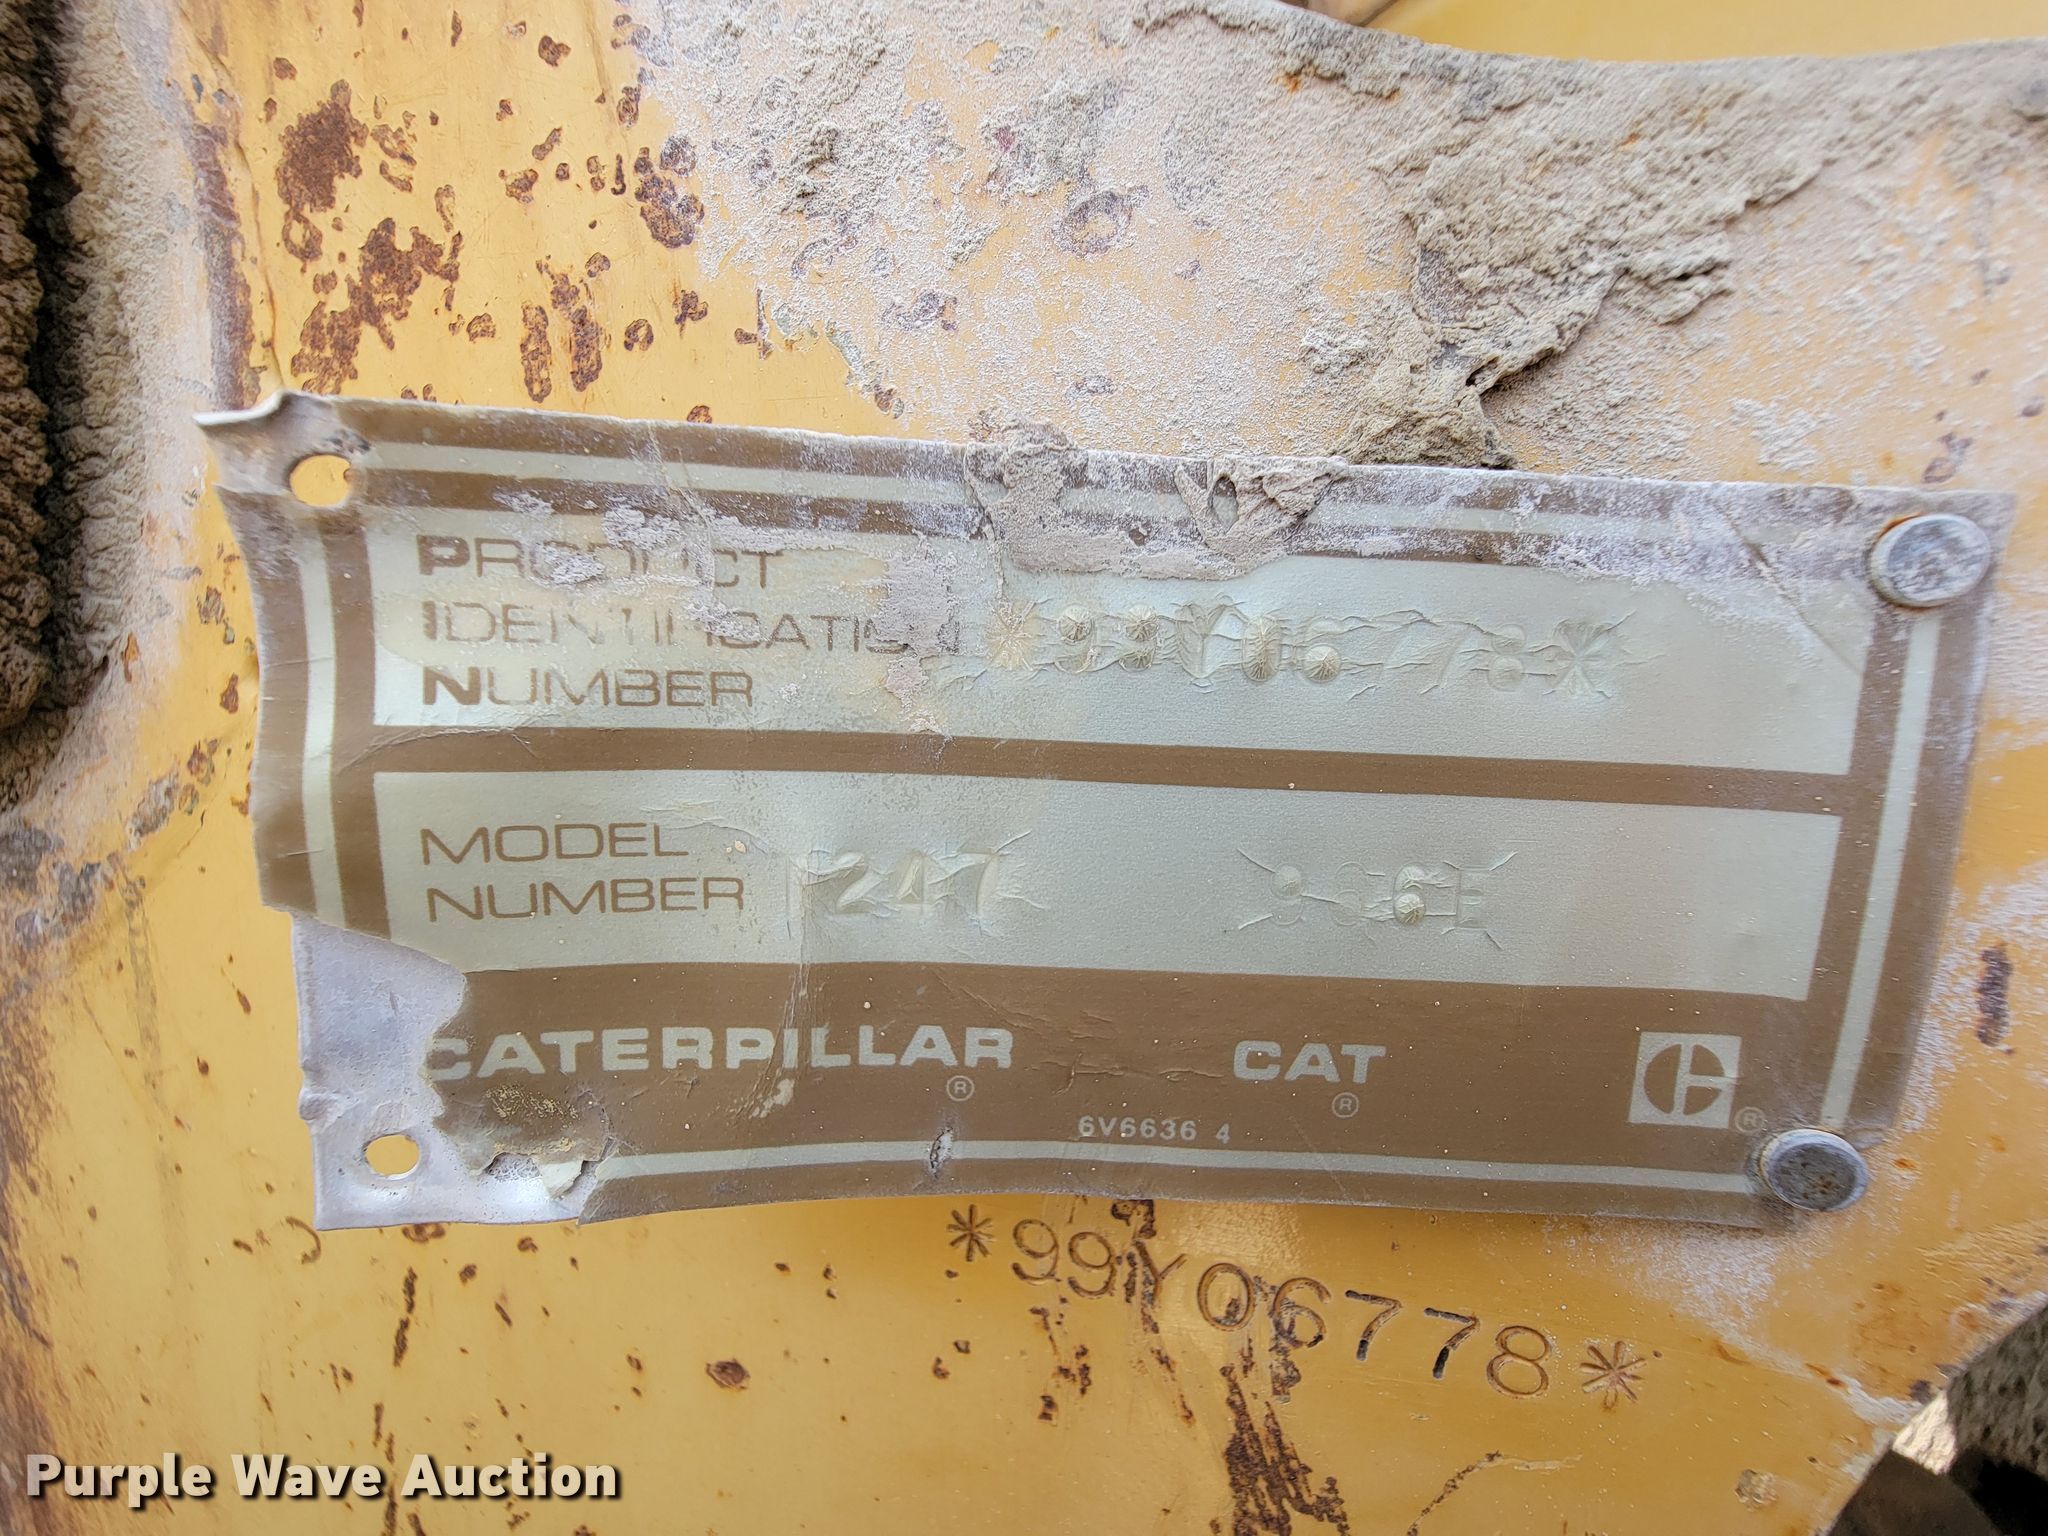 PRODUCT
IDENTIFICATION
NUMBER
*99Y06778*
MODEL
NUMBER
CATERPILLAR
®
CAT
®
®
6V6636 4
*99Y06778*
Purple Wave Auction